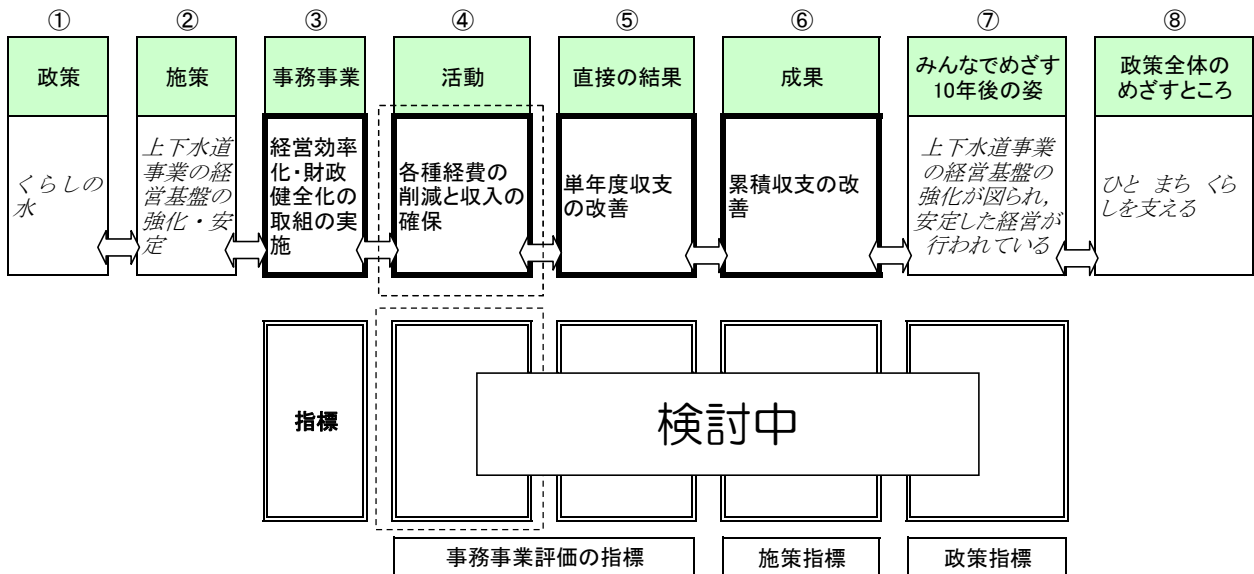 ①
②
③
④
⑤
⑥
⑦
⑧
政策
施策
事務事業
活動
直接の結果
成果
みんなでめざす
10年後の姿
政策全体の
めざすところ
くらしの
水
上下水道
事業の経
営基盤の
強化・安
定
経営効率
化・財政
健全化の
取組の実
施
各種経費の
削減と収入の
確保
単年度収支
の改善
累積収支の改
善
上下水道事業
の経営基盤の
強化が図られ,
安定した経営が
行われている
ひと まち くら
しを支える
指標
検討中
事務事業評価の指標
施策指標
政策指標